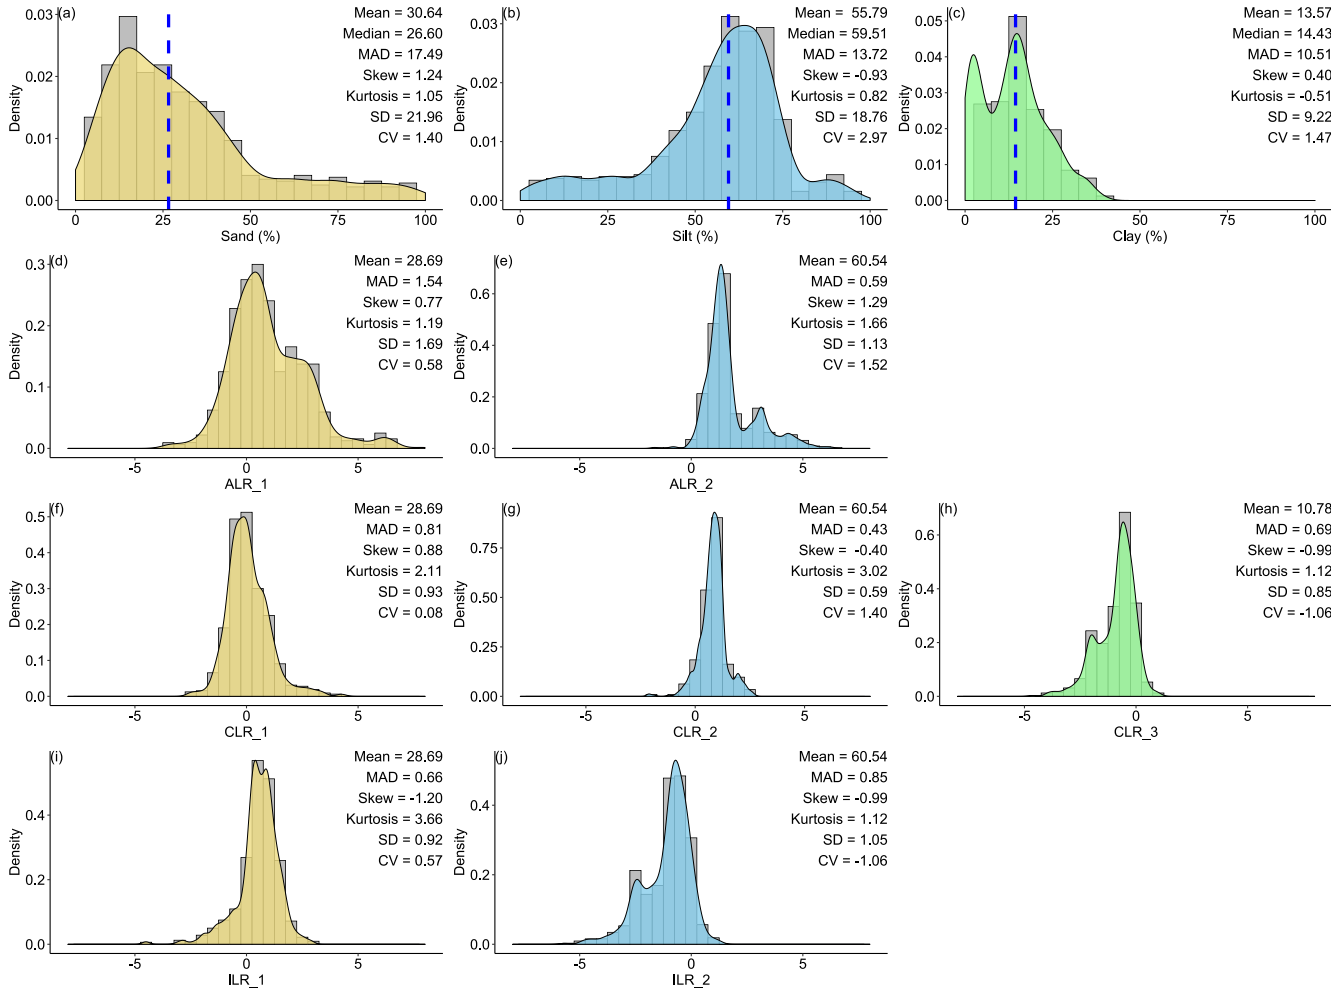 (a)
Mean = 30.64
Median = 26.60
MAD = 17.49
Skew = 1.24
Kurtosis = 1.05
SD = 21.96
CV = 1.40
Density
0.03
0.02
0.01
0.00
0 25 50 75 100
Sand (%)
(b)
Mean = 55.79
Median = 59.51
MAD = 13.72
Skew = -0.93
Kurtosis = 0.82
SD = 18.76
CV = 2.97
Density
0.03
0.02
0.01
0.00
0 25 50 75 100
Silt (%)
(c)
Mean = 13.57
Median = 14.43
MAD = 10.51
Skew = 0.40
Kurtosis = -0.51
SD = 9.22
CV = 1.47
Density
0.05
0.04
0.03
0.02
0.01
0.00
0 25 50 75 100
Clay (%)
(d)
Mean = 28.69
MAD = 1.54
Skew = 0.77
Kurtosis = 1.19
SD = 1.69
CV = 0.58
Density
0.3
0.2
0.1
0.0
-5 0 5
ALR_1
(e)
Mean = 60.54
MAD = 0.59
Skew = 1.29
Kurtosis = 1.66
SD = 1.13
CV = 1.52
Density
0.6
0.4
0.2
0.0
-5 0 5
ALR_2
(f)
Mean = 28.69
MAD = 0.81
Skew = 0.88
Kurtosis = 2.11
SD = 0.93
CV = 0.08
Density
0.5
0.4
0.3
0.2
0.1
0.0
-5 0 5
CLR_1
(g)
Mean = 60.54
MAD = 0.43
Skew = -0.40
Kurtosis = 3.02
SD = 0.59
CV = 1.40
Density
0.75
0.50
0.25
0.00
-5 0 5
CLR_2
(h)
Mean = 10.78
MAD = 0.69
Skew = -0.99
Kurtosis = 1.12
SD = 0.85
CV = -1.06
Density
0.6
0.4
0.2
0.0
-5 0 5
CLR_3
(i)
Mean = 28.69
MAD = 0.66
Skew = -1.20
Kurtosis = 3.66
SD = 0.92
CV = 0.57
Density
0.4
0.2
0.0
-5 0 5
ILR_1
(j)
Mean = 60.54
MAD = 0.85
Skew = -0.99
Kurtosis = 1.12
SD = 1.05
CV = -1.06
Density
0.4
0.2
0.0
-5 0 5
ILR_2